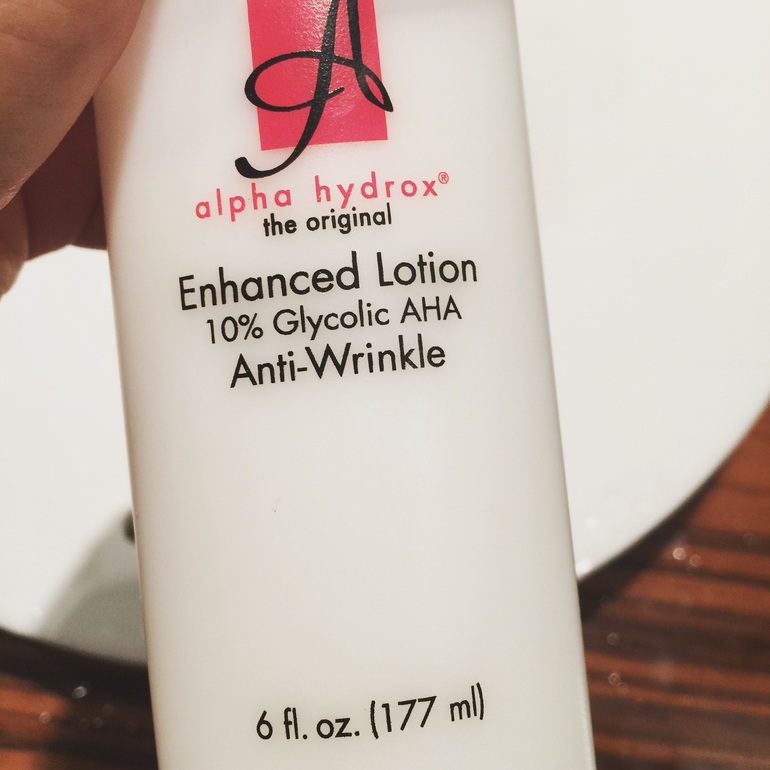 A
alpha hydrox®
the original
Enhanced Lotion
10% Glycolic AHA
Anti-Wrinkle
6 fl. oz. (177 ml)